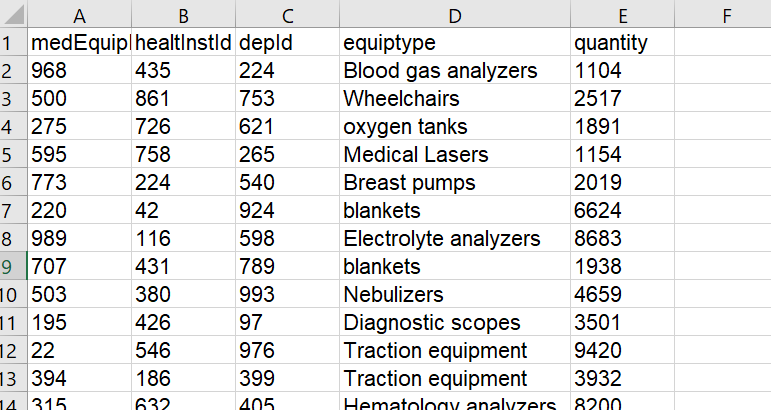 A B C D E F
1 medEquipI healtInstId depId equiptype quantity
2 968 435 224 Blood gas analyzers 1104
3 500 861 753 Wheelchairs 2517
4 275 726 621 oxygen tanks 1891
5 595 758 265 Medical Lasers 1154
6 773 224 540 Breast pumps 2019
7 220 42 924 blankets 6624
8 989 116 598 Electrolyte analyzers 8683
9 707 431 789 blankets 1938
10 503 380 993 Nebulizers 4659
11 195 426 97 Diagnostic scopes 3501
12 22 546 976 Traction equipment 9420
13 394 186 399 Traction equipment 3932
14 315 632 405 Hematology analyzers 8200